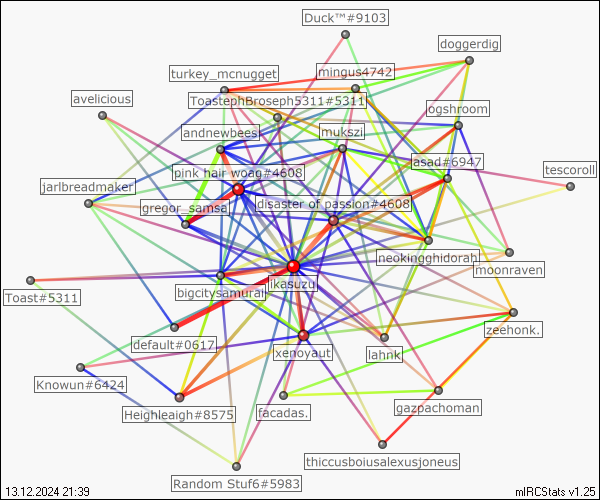 Duck™#9103
doggerdig
turkey_mcnugget
mingus4742
avelicious
ToastephBroseph5311#5311
ogshroom
andnewbees
mukszi
jasad#6947
pink hair woag#4608
tescoroll
jarlbreadmaker
gregor_samsa
disaster of passion#4608
neokingghidorah
moonraven
Toast#5311
bigcitysamurai
ikasuzu
zeehonk.
default#0617
xenoyaut
lahnk
Knowun#6424
Heighleaigh#8575
facadas.
gazpachoman
thiccusboiusalexusjoneus
Random Stuf6#5983
13.12.2024 21:39
mIRCStats v1.25